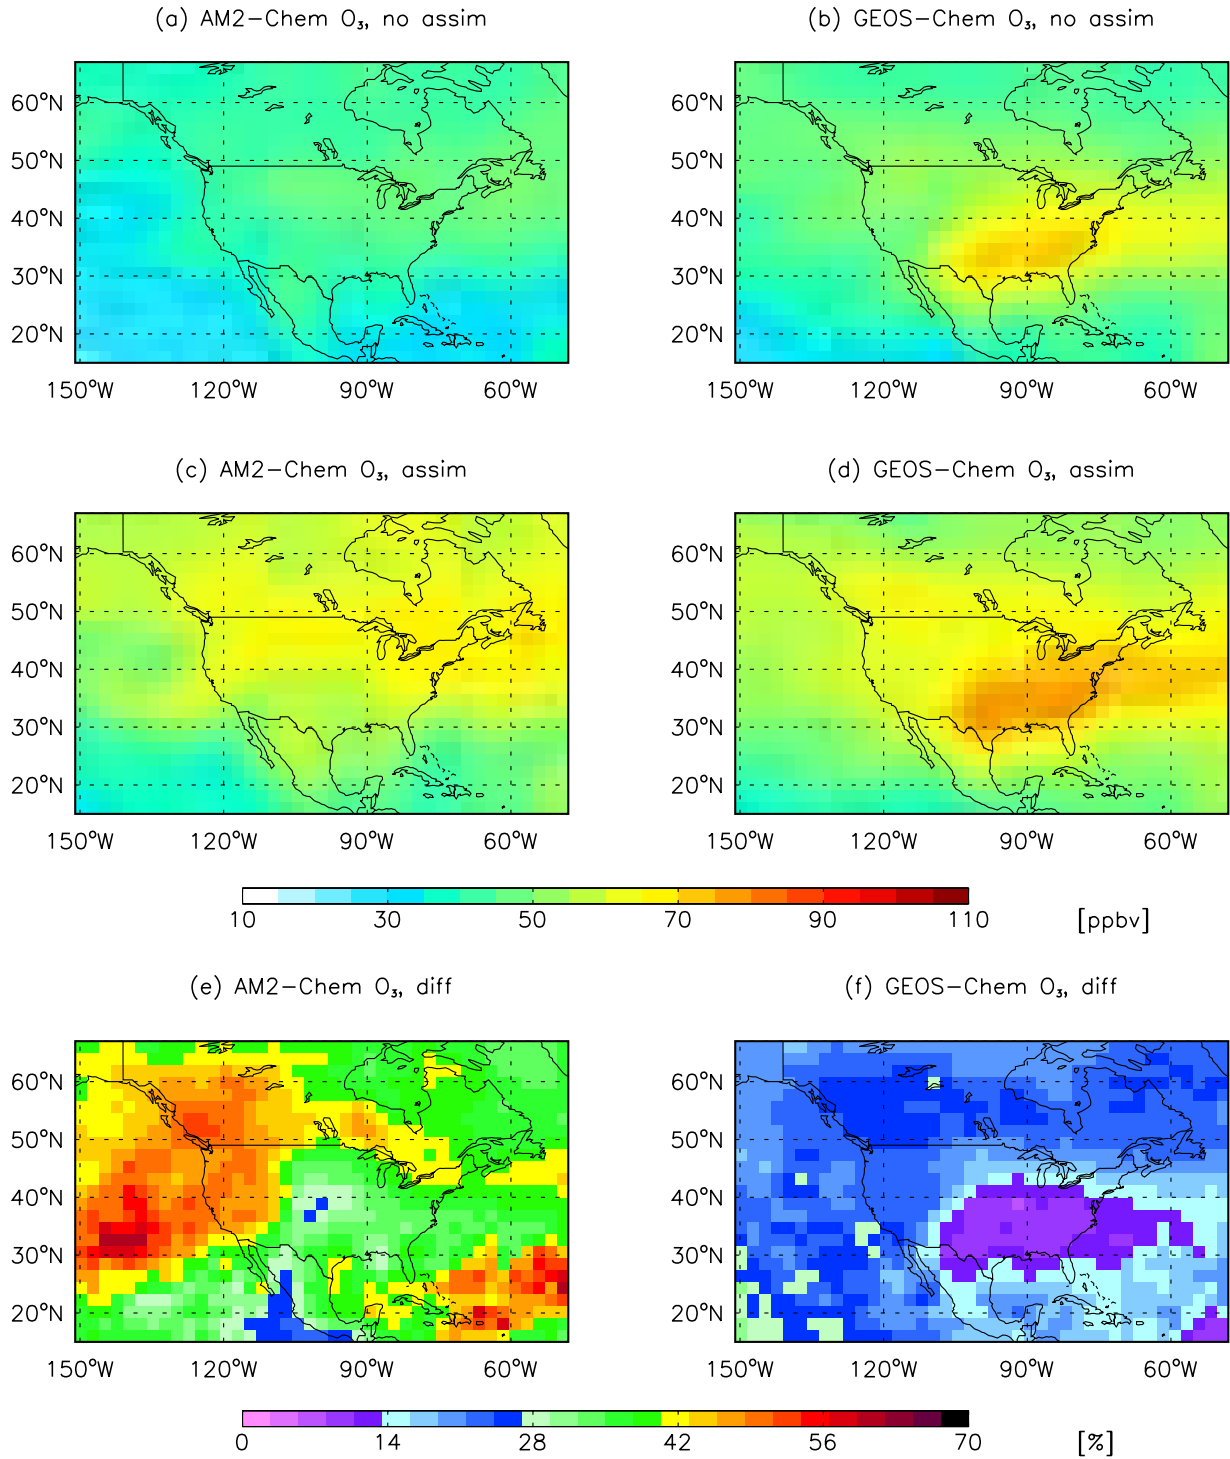 (a) AM2−Chem O₃, no assim
(b) GEOS−Chem O₃, no assim
60°N
50°N
40°N
30°N
20°N
150°W 120°W 90°W 60°W
60°N
50°N
40°N
30°N
20°N
150°W 120°W 90°W 60°W
(c) AM2−Chem O₃, assim
(d) GEOS−Chem O₃, assim
60°N
50°N
40°N
30°N
20°N
150°W 120°W 90°W 60°W
60°N
50°N
40°N
30°N
20°N
150°W 120°W 90°W 60°W
10 30 50 70 90 110 [ppbv]
(e) AM2−Chem O₃, diff
(f) GEOS−Chem O₃, diff
60°N
50°N
40°N
30°N
20°N
150°W 120°W 90°W 60°W
60°N
50°N
40°N
30°N
20°N
150°W 120°W 90°W 60°W
0 14 28 42 56 70 [%]